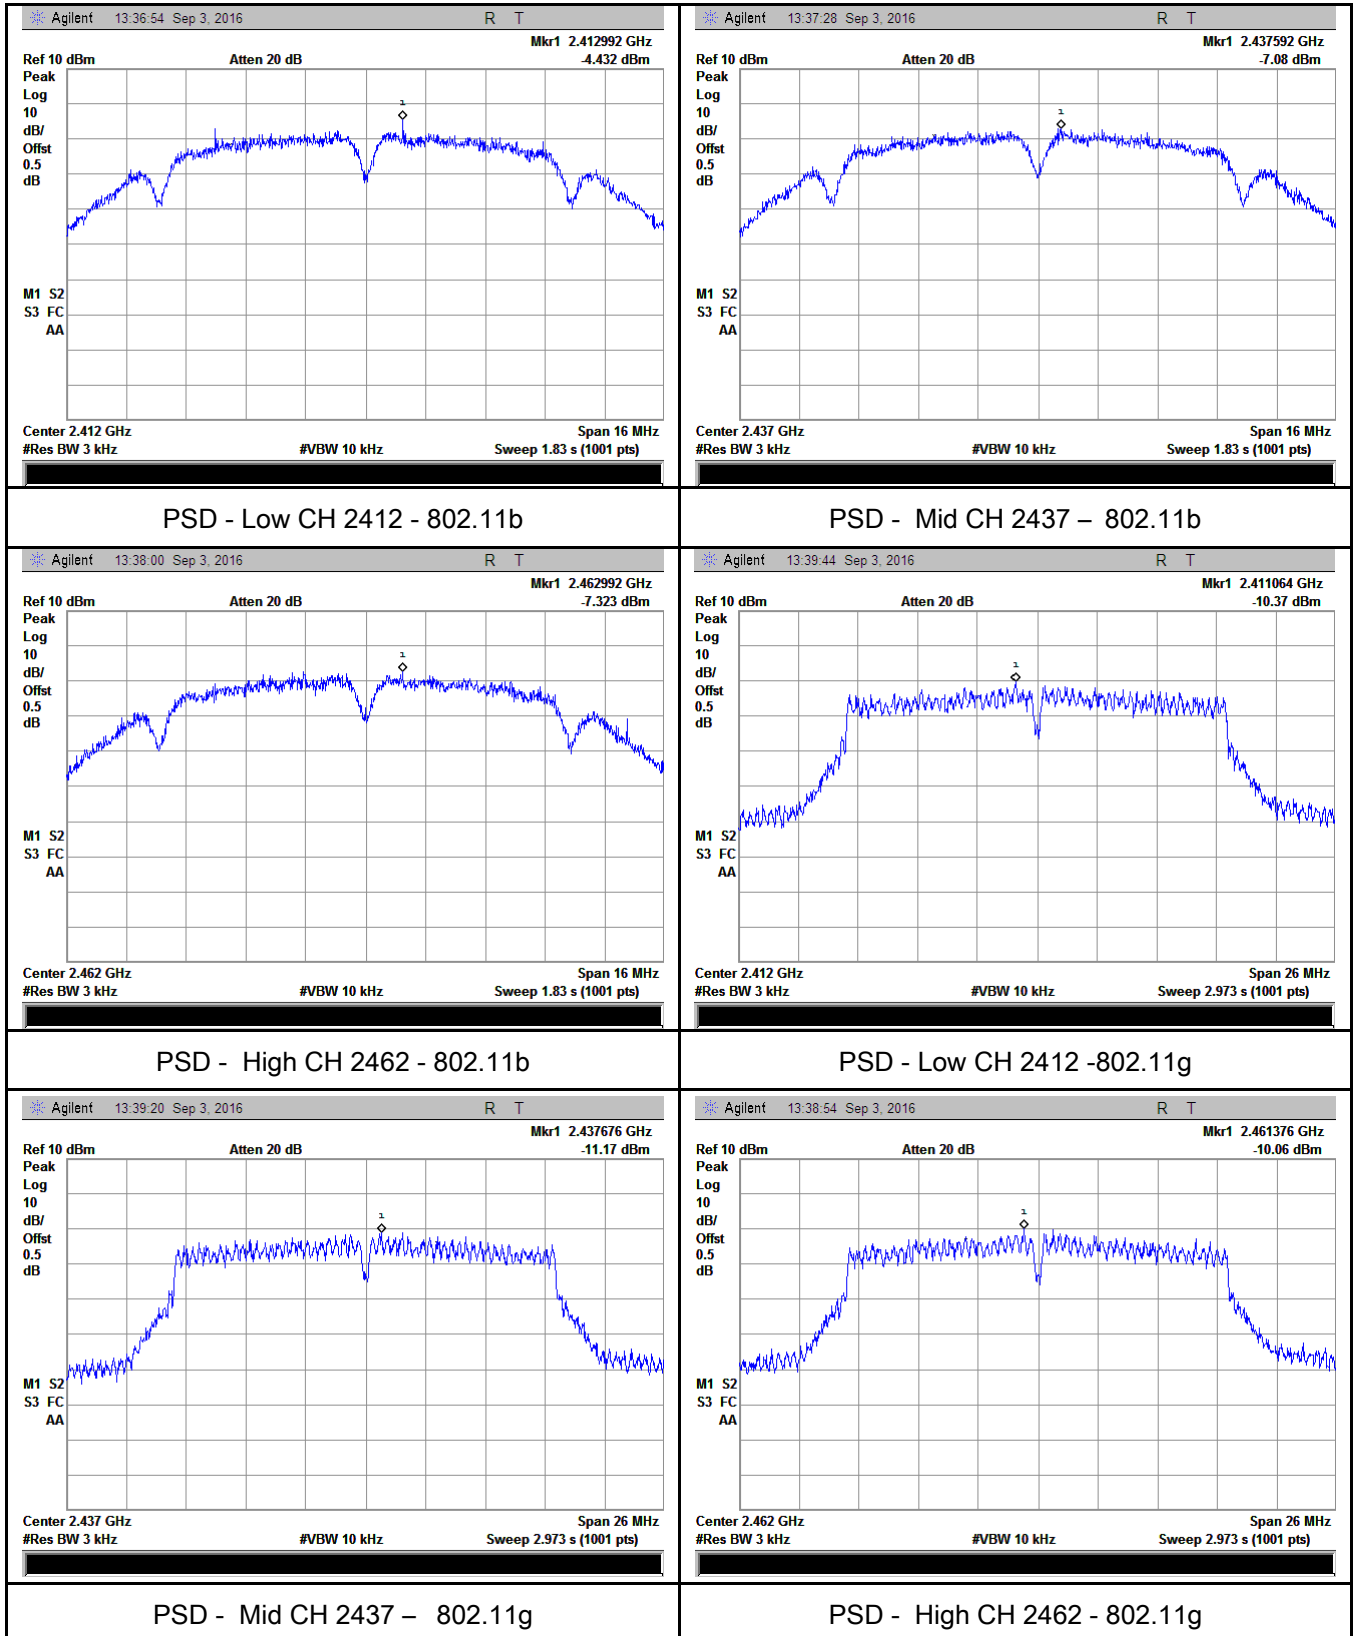 Agilent 13:36:54 Sep 3, 2016 R T
Mkr1 2.412992 GHz
Ref 10 dBm Atten 20 dB -4.432 dBm
Peak
Log
10
dB/
Offst
0.5
dB
1
M1 S2
S3 FC
AA
Center 2.412 GHz Span 16 MHz
#Res BW 3 kHz #VBW 10 kHz Sweep 1.83 s (1001 pts)
PSD - Low CH 2412 - 802.11b
Agilent 13:37:28 Sep 3, 2016 R T
Mkr1 2.437592 GHz
Ref 10 dBm Atten 20 dB -7.08 dBm
Peak
Log
10
dB/
Offst
0.5
dB
1
M1 S2
S3 FC
AA
Center 2.437 GHz Span 16 MHz
#Res BW 3 kHz #VBW 10 kHz Sweep 1.83 s (1001 pts)
PSD - Mid CH 2437 – 802.11b
Agilent 13:38:00 Sep 3, 2016 R T
Mkr1 2.462992 GHz
Ref 10 dBm Atten 20 dB -7.323 dBm
Peak
Log
10
dB/
Offst
0.5
dB
1
M1 S2
S3 FC
AA
Center 2.462 GHz Span 16 MHz
#Res BW 3 kHz #VBW 10 kHz Sweep 1.83 s (1001 pts)
PSD - High CH 2462 - 802.11b
Agilent 13:39:44 Sep 3, 2016 R T
Mkr1 2.411064 GHz
Ref 10 dBm Atten 20 dB -10.37 dBm
Peak
Log
10
dB/
Offst
0.5
dB
1
M1 S2
S3 FC
AA
Center 2.412 GHz Span 26 MHz
#Res BW 3 kHz #VBW 10 kHz Sweep 2.973 s (1001 pts)
PSD - Low CH 2412 -802.11g
Agilent 13:39:20 Sep 3, 2016 R T
Mkr1 2.437676 GHz
Ref 10 dBm Atten 20 dB -11.17 dBm
Peak
Log
10
dB/
Offst
0.5
dB
1
M1 S2
S3 FC
AA
Center 2.437 GHz Span 26 MHz
#Res BW 3 kHz #VBW 10 kHz Sweep 2.973 s (1001 pts)
PSD - Mid CH 2437 – 802.11g
Agilent 13:38:54 Sep 3, 2016 R T
Mkr1 2.461376 GHz
Ref 10 dBm Atten 20 dB -10.06 dBm
Peak
Log
10
dB/
Offst
0.5
dB
1
M1 S2
S3 FC
AA
Center 2.462 GHz Span 26 MHz
#Res BW 3 kHz #VBW 10 kHz Sweep 2.973 s (1001 pts)
PSD - High CH 2462 - 802.11g